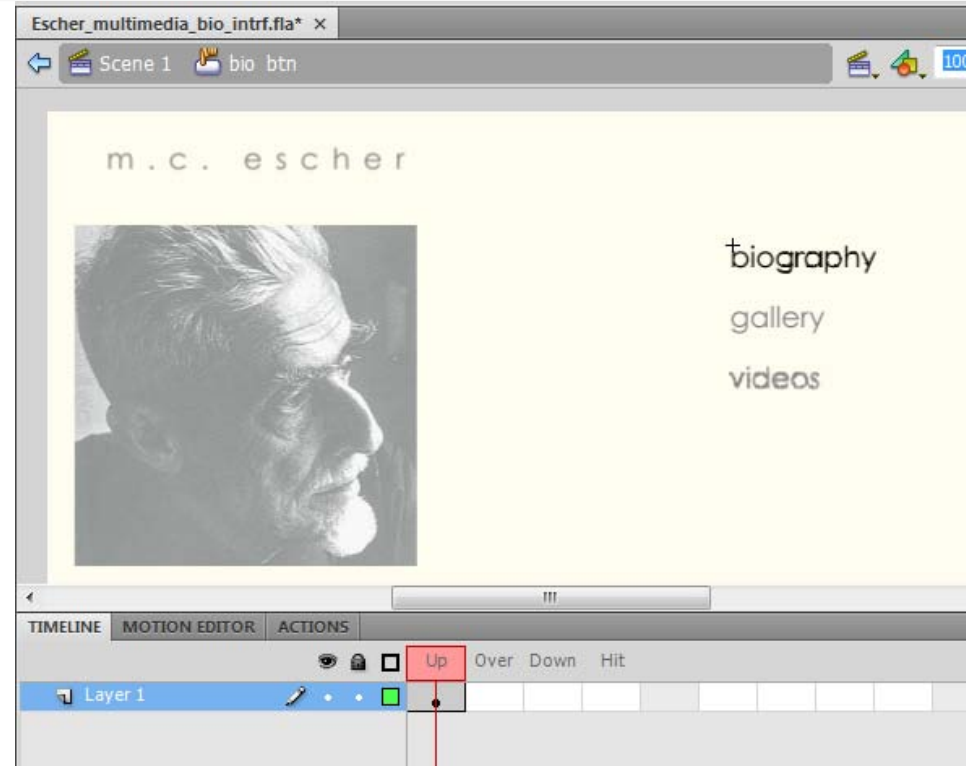 Escher_multimedia_bio_intrf.fla* ×
Scene 1 bio btn 100
m.c. escher
biography
gallery
videos
TIMELINE MOTION EDITOR ACTIONS
Up Over Down Hit
Layer 1